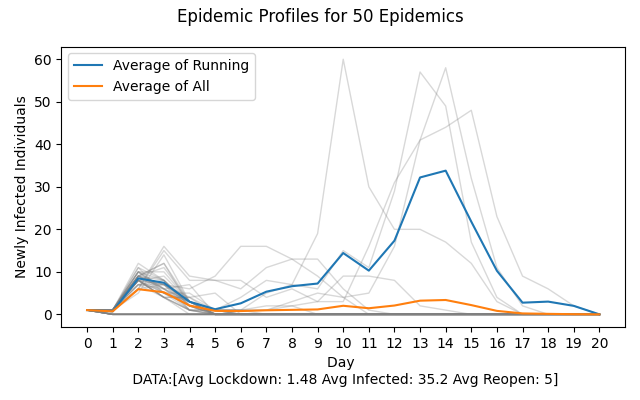 Epidemic Profiles for 50 Epidemics
Average of Running
Average of All
Newly Infected Individuals
60
50
40
30
20
10
0
0 1 2 3 4 5 6 7 8 9 10 11 12 13 14 15 16 17 18 19 20
Day
DATA:[Avg Lockdown: 1.48 Avg Infected: 35.2 Avg Reopen: 5]